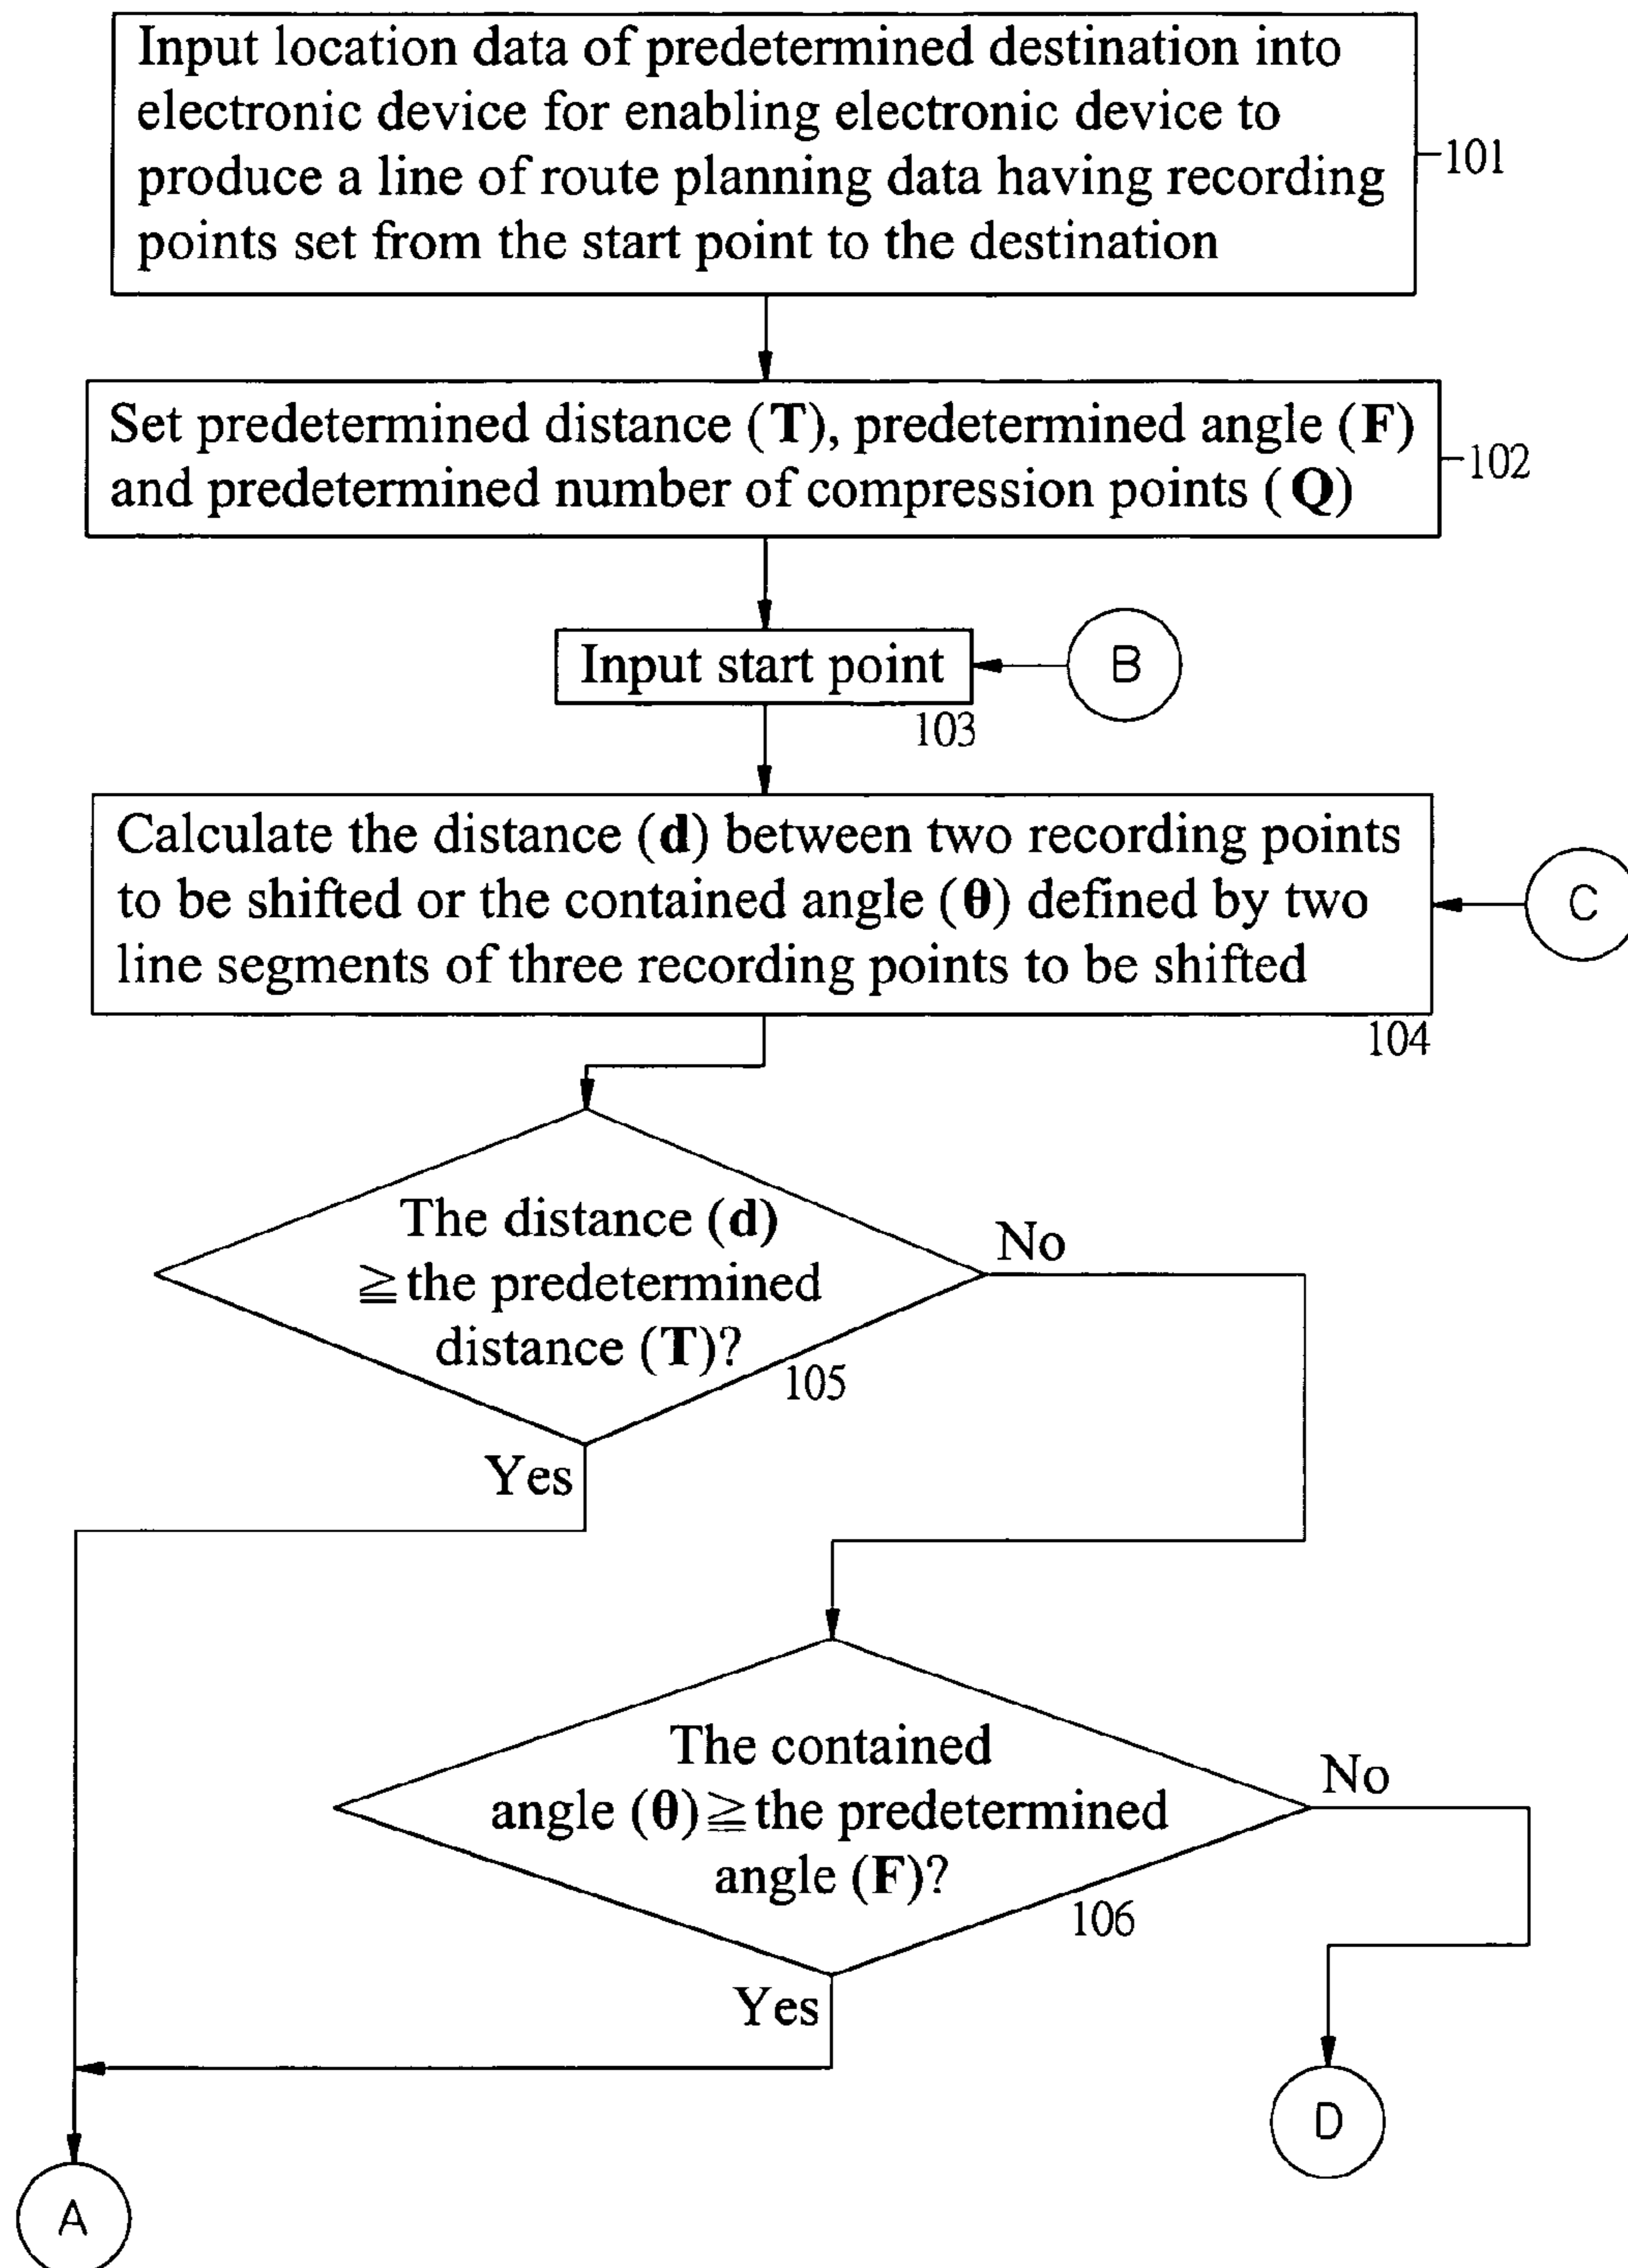 Input location data of predetermined destination into
electronic device for enabling electronic device to
produce a line of route planning data having recording
points set from the start point to the destination
101
Set predetermined distance (T), predetermined angle (F)
and predetermined number of compression points (Q)
102
Input start point
B
103
Calculate the distance (d) between two recording points
to be shifted or the contained angle (θ) defined by two
line segments of three recording points to be shifted
C
104
The distance (d)
≧the predetermined
distance (T)?
No
105
Yes
The contained
angle (θ)≧the predetermined
angle (F)?
No
106
Yes
D
A